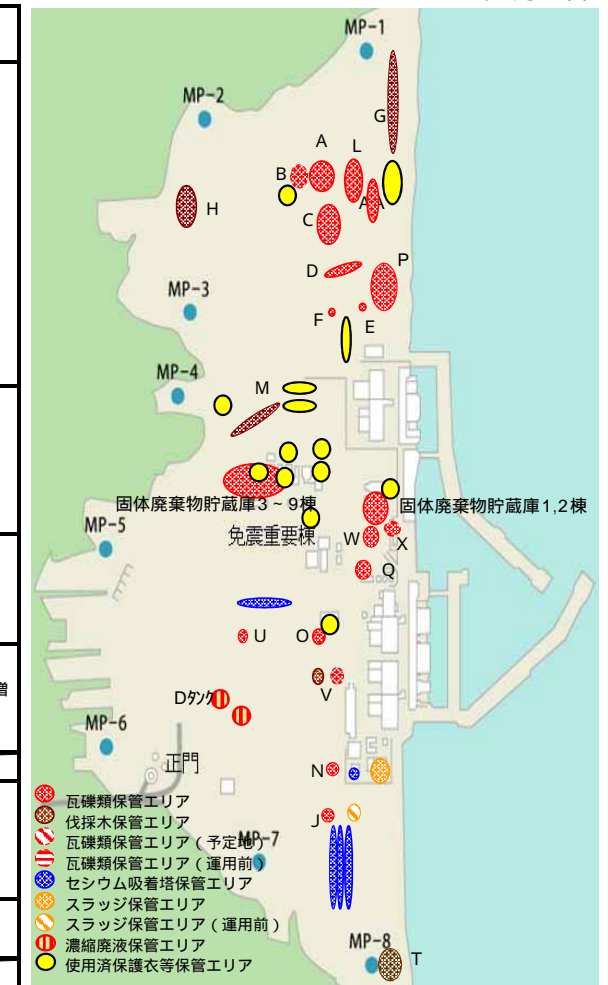 MP-1
G
MP-2
A
L
B
A A
H
C
P
D
MP-3
F
E
MP-4
M
固体廃棄物貯蔵庫3～9棟
固体廃棄物貯蔵庫1,2棟
MP-5
免震重要棟
W
X
Q
U
O
増
Dタンク
V
MP-6
正門
N
瓦礫類保管エリア
J
伐採木保管エリア
瓦礫類保管エリア（予定地）
MP-7
瓦礫類保管エリア（運用前）
セシウム吸着塔保管エリア
スラッジ保管エリア
スラッジ保管エリア（運用前）
濃縮廃液保管エリア
MP-8
使用済保護衣等保管エリア
T